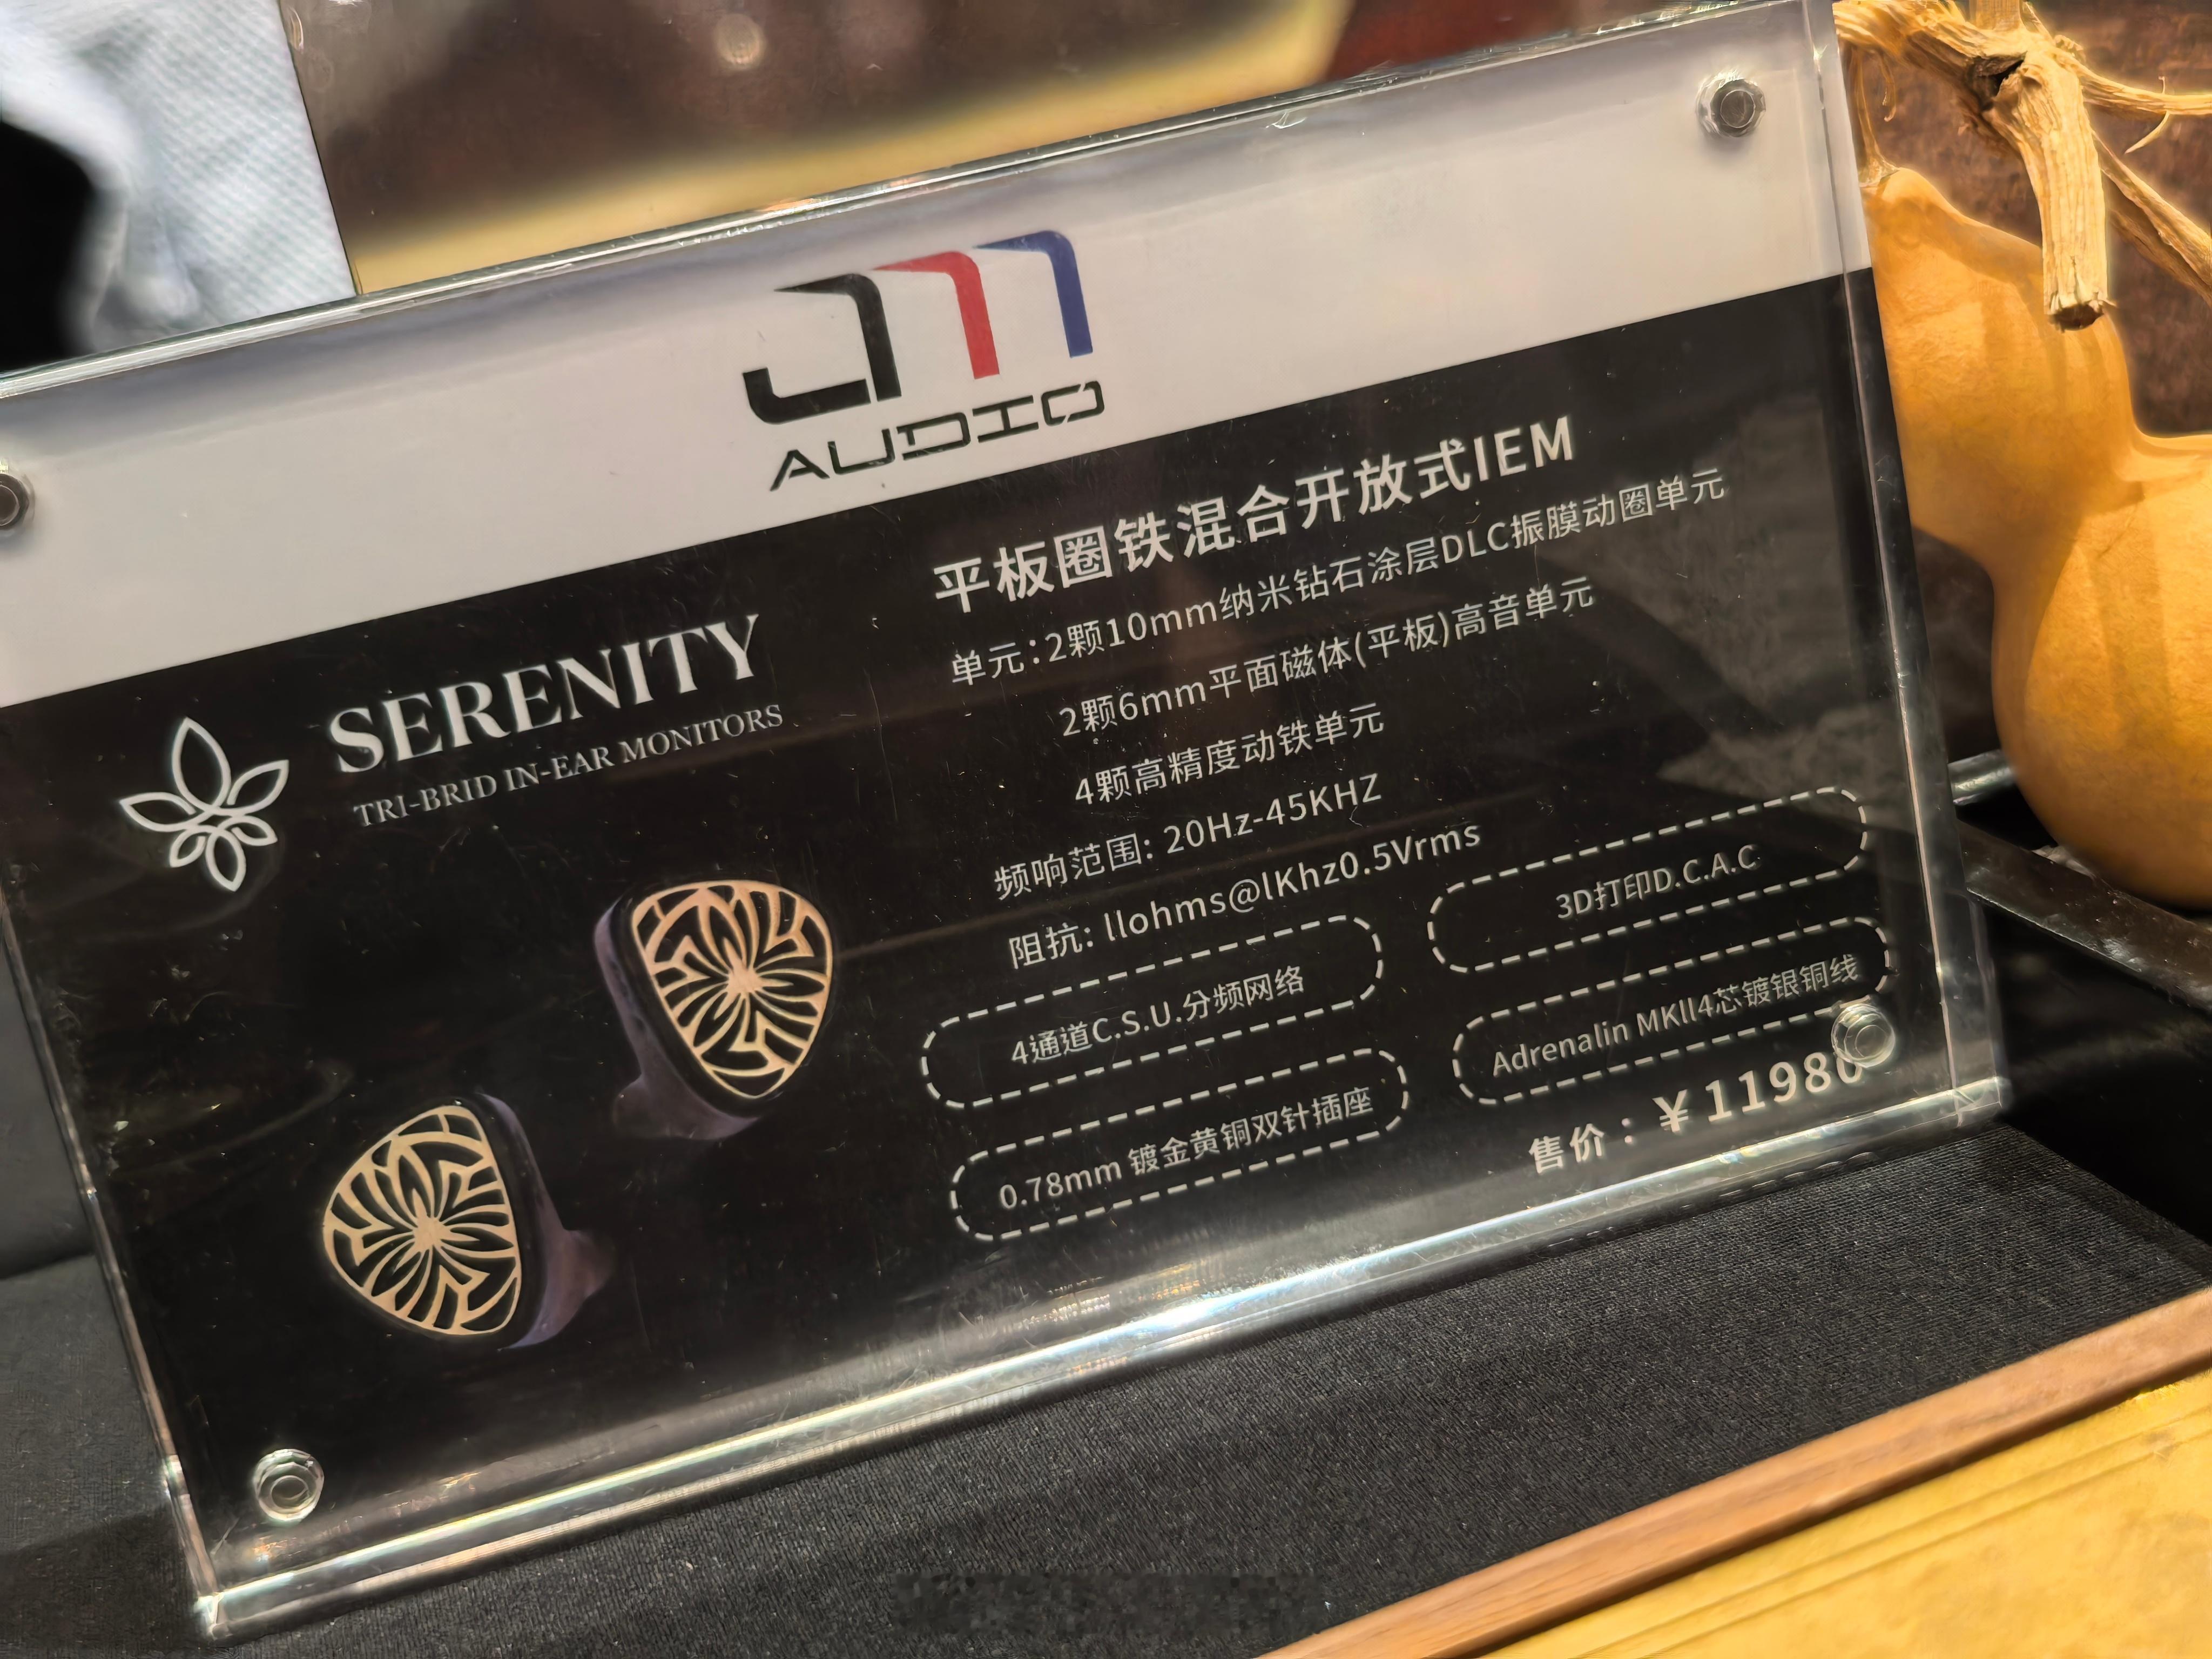 JM
AUDIO
SERENITY
TRI-BRID IN-EAR MONITORS
平板圈铁混合开放式IEM
单元：2颗10mm纳米钻石涂层DLC振膜动圈单元
2颗6mm平面磁体(平板)高音单元
4颗高精度动铁单元
频响范围: 20Hz-45KHZ
阻抗: llohms@lKhz0.5Vrms
4通道C.S.U.分频网络
3D打印D.C.A.C
0.78mm 镀金黄铜双针插座
Adrenalin MKll4芯镀银铜线
售价：￥11980